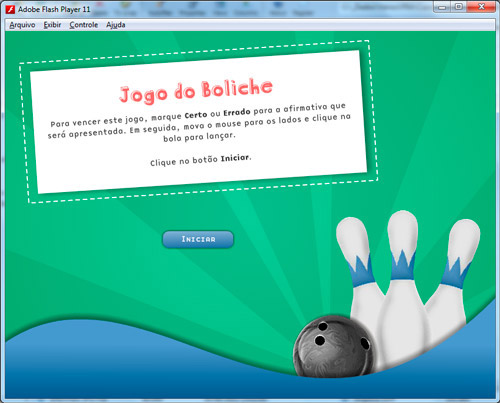 Adobe Flash Player 11
Arquivo Exibir Controle Ajuda
Jogo do Boliche
Para vencer este jogo, marque Certo ou Errado para a afirmativa que
será apresentada. Em seguida, mova o mouse para os lados e clique na
bola para lançar.
Clique no botão Iniciar.
Iniciar